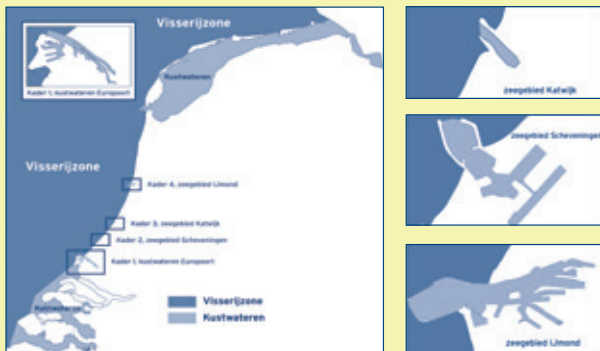 Visserijzone
Kader 1, kustwateren Europoort
Kustwateren
Visserijzone
Kader 4, zeegebied IJmond
Kader 3, zeegebied Katwijk
Kader 2, zeegebied Scheveningen
Kader 1, kustwateren Europoort
Kustwateren
Visserijzone
Kustwateren
zeegebied Katwijk
zeegebied Scheveningen
zeegebied IJmond